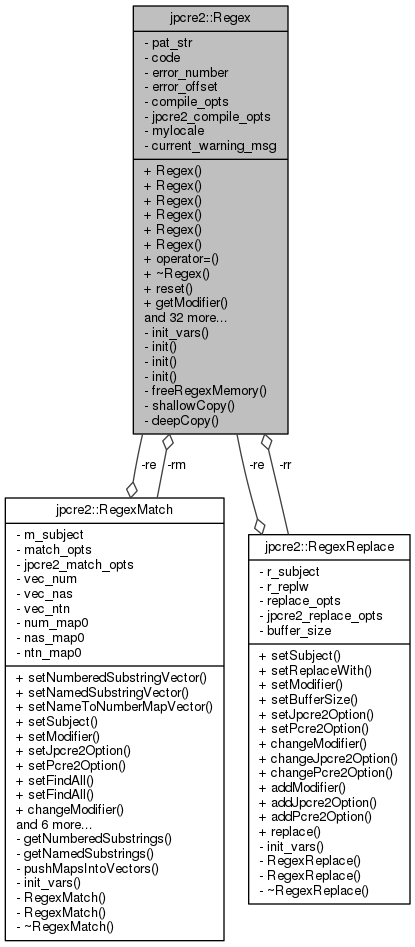 jpcre2::Regex
- pat_str
- code
- error_number
- error_offset
- compile_opts
- jpcre2_compile_opts
- mylocale
- current_warning_msg
+ Regex()
+ Regex()
+ Regex()
+ Regex()
+ Regex()
+ Regex()
+ operator=()
+ ~Regex()
+ reset()
+ getModifier()
and 32 more...
- init_vars()
- init()
- init()
- init()
- freeRegexMemory()
- shallowCopy()
- deepCopy()
-re
-rm
-re
-rr
jpcre2::RegexMatch
- m_subject
- match_opts
- jpcre2_match_opts
- vec_num
- vec_nas
- vec_ntn
- num_map0
- nas_map0
- ntn_map0
+ setNumberedSubstringVector()
+ setNamedSubstringVector()
+ setNameToNumberMapVector()
+ setSubject()
+ setModifier()
+ setJpcre2Option()
+ setPcre2Option()
+ setFindAll()
+ setFindAll()
+ changeModifier()
and 6 more...
- getNumberedSubstrings()
- getNamedSubstrings()
- pushMapsIntoVectors()
- init_vars()
- RegexMatch()
- RegexMatch()
- ~RegexMatch()
jpcre2::RegexReplace
- r_subject
- r_replw
- replace_opts
- jpcre2_replace_opts
- buffer_size
+ setSubject()
+ setReplaceWith()
+ setModifier()
+ setBufferSize()
+ setJpcre2Option()
+ setPcre2Option()
+ changeModifier()
+ changeJpcre2Option()
+ changePcre2Option()
+ addModifier()
+ addJpcre2Option()
+ addPcre2Option()
+ replace()
- init_vars()
- RegexReplace()
- RegexReplace()
- ~RegexReplace()